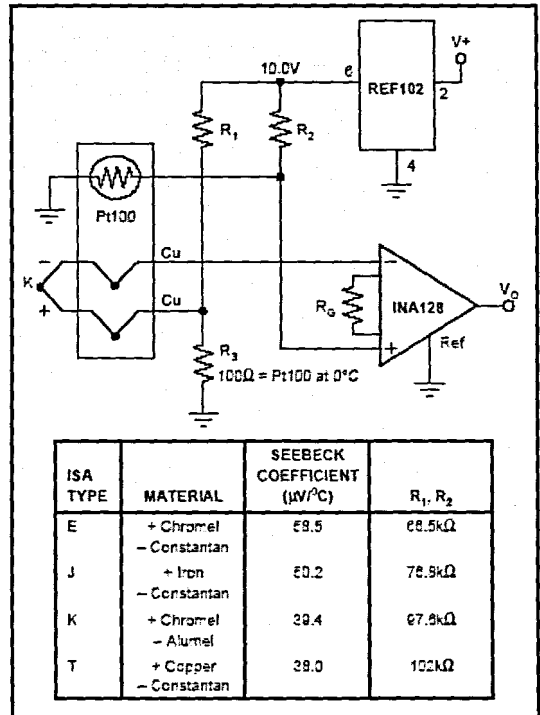 V+
10.0V
6
REF102
2
R1
R2
4
Pt100
Cu
−
K
−
Cu
RG
INA128
VO
+
+
Ref
R3
100Ω = Pt100 at 0°C
ISA TYPE
MATERIAL
SEEBECK COEFFICIENT (μV/°C)
R1, R2
E
+ Chromel
− Constantan
58.5
66.5kΩ
J
+ Iron
− Constantan
50.2
76.8kΩ
K
+ Chromel
− Alumel
39.4
97.6kΩ
T
+ Copper
− Constantan
38.0
102kΩ